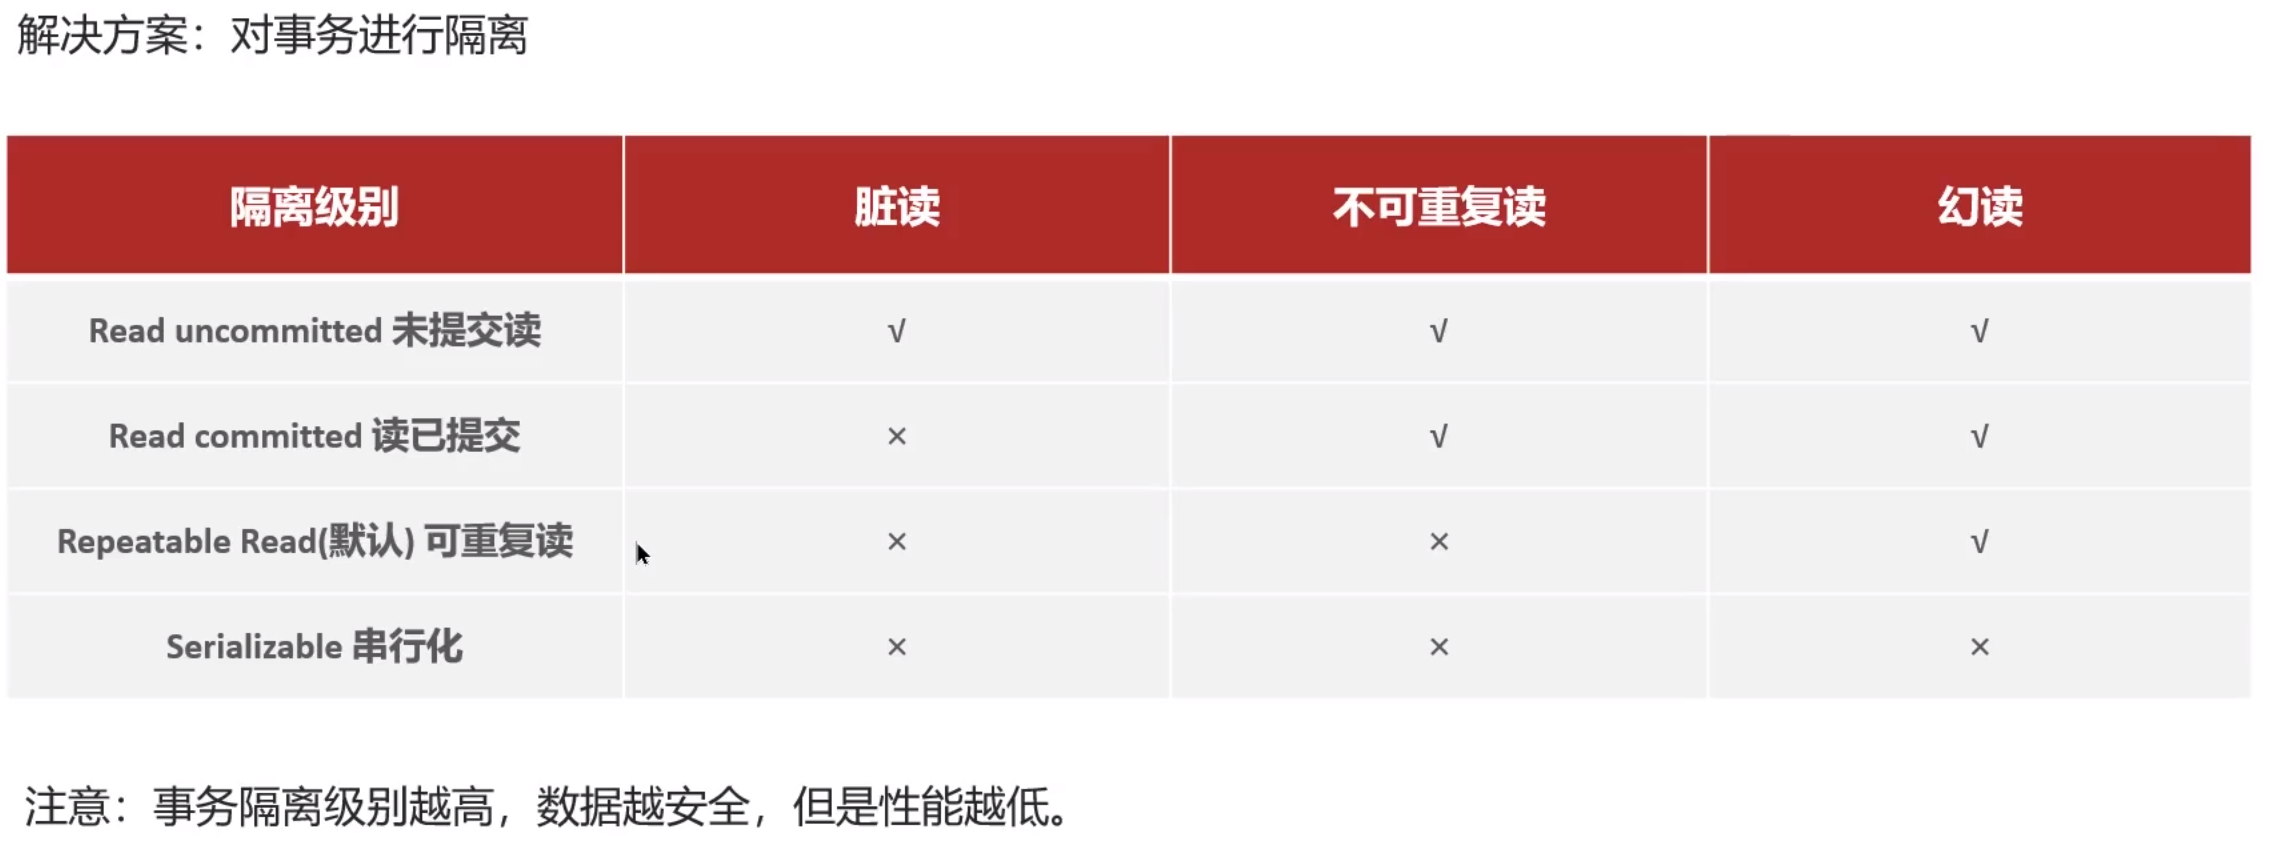 解决方案：对事务进行隔离
隔离级别 脏读 不可重复读 幻读
Read uncommitted 未提交读 √ √ √
Read committed 读已提交 × √ √
Repeatable Read(默认) 可重复读 × × √
Serializable 串行化 × × ×
注意：事务隔离级别越高，数据越安全，但是性能越低。